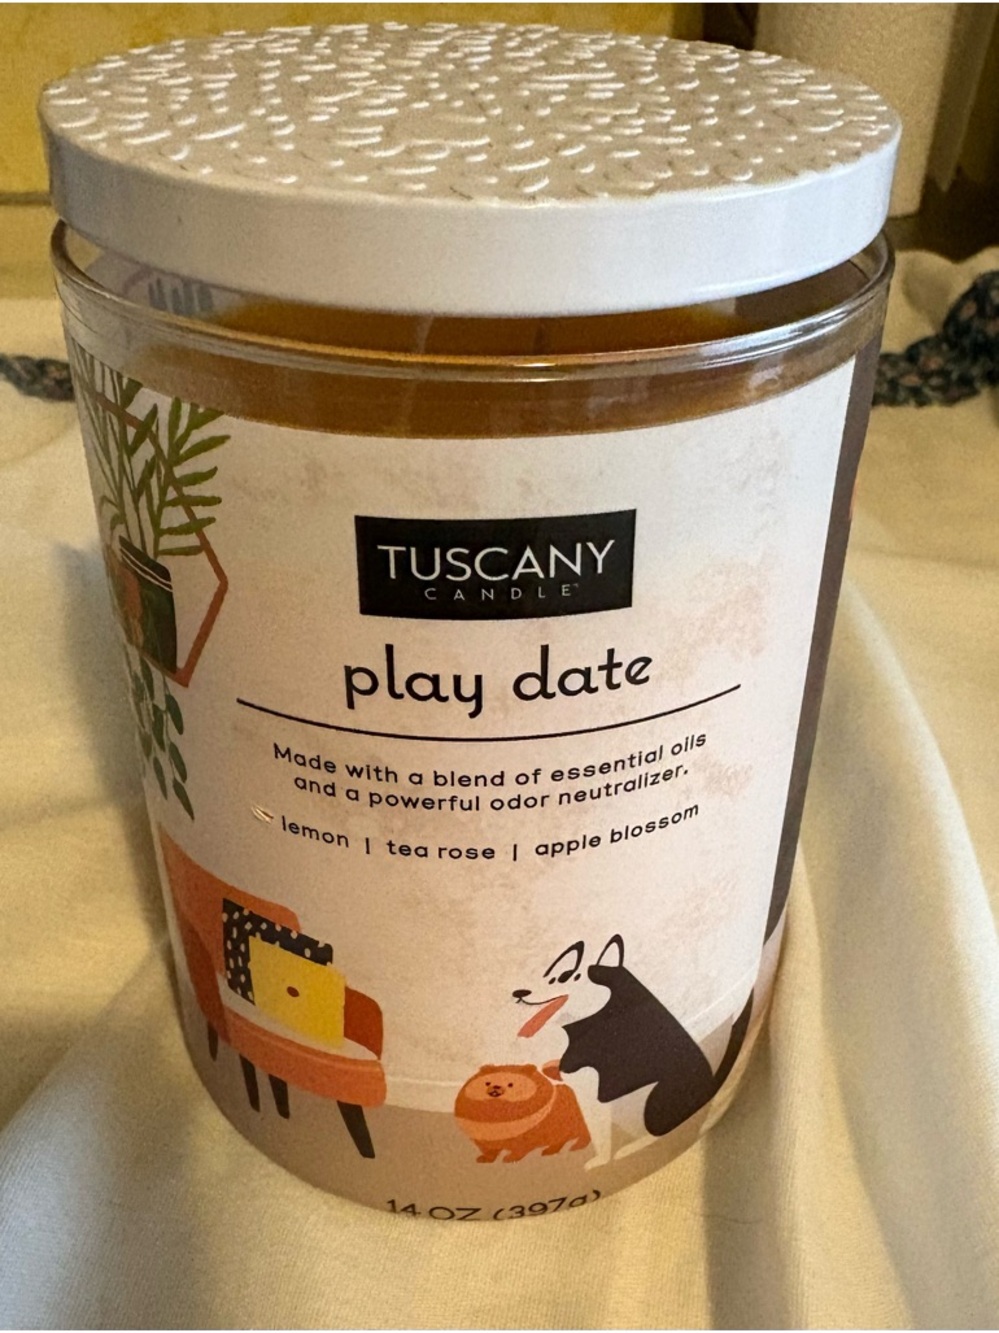 TUSCANY
CANDLE™
play date
Made with a blend of essential oils
and a powerful odor neutralizer.
lemon | tea rose | apple blossom
14 OZ (397g)